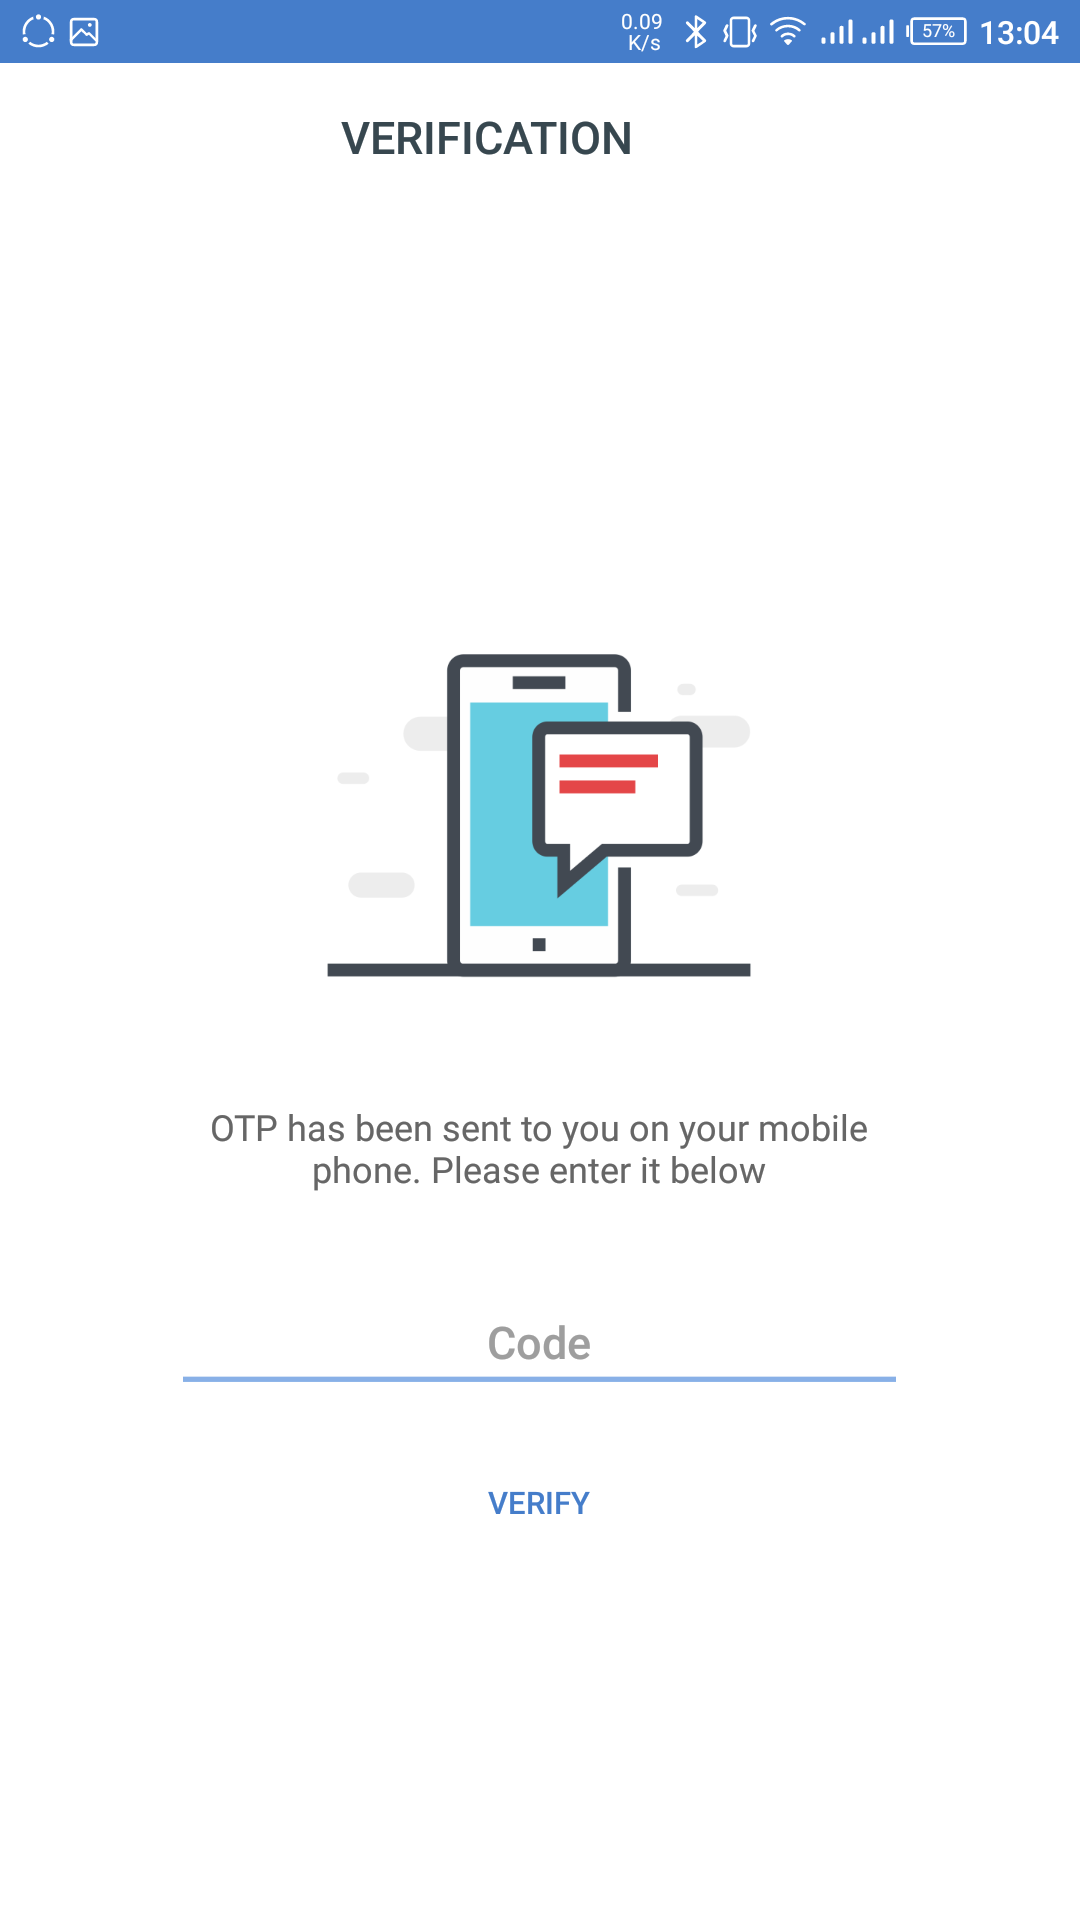 0.09
K/s
57%
13:04
VERIFICATION
OTP has been sent to you on your mobile
phone. Please enter it below
Code
VERIFY